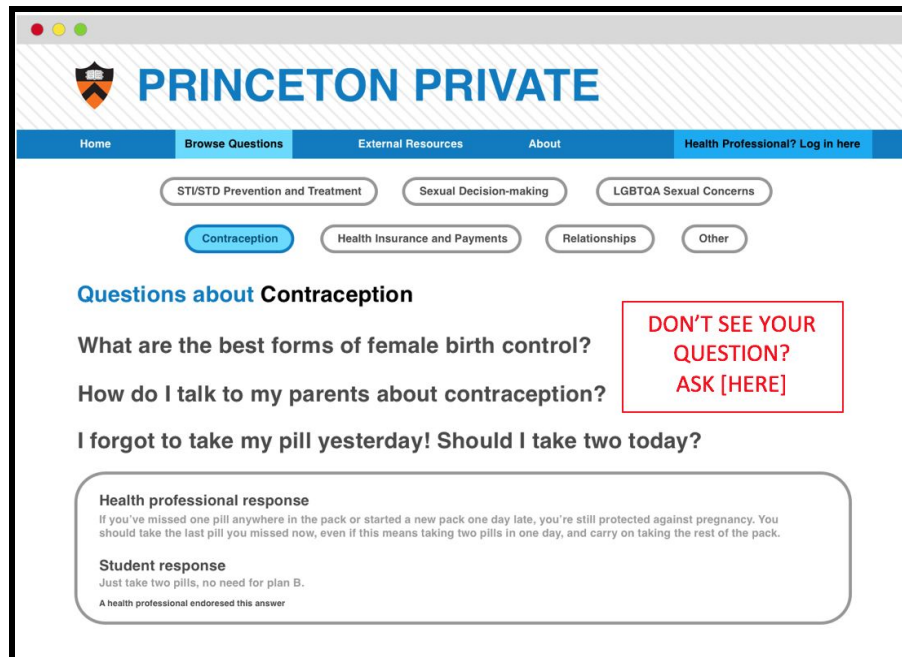 PRINCETON PRIVATE
Home Browse Questions External Resources About Health Professional? Log in here
STI/STD Prevention and Treatment Sexual Decision-making LGBTQA Sexual Concerns
Contraception Health Insurance and Payments Relationships Other
Questions about Contraception
DON'T SEE YOUR
QUESTION?
ASK [HERE]
What are the best forms of female birth control?
How do I talk to my parents about contraception?
I forgot to take my pill yesterday! Should I take two today?
Health professional response
If you've missed one pill anywhere in the pack or started a new pack one day late, you're still protected against pregnancy. You
should take the last pill you missed now, even if this means taking two pills in one day, and carry on taking the rest of the pack.
Student response
Just take two pills, no need for plan B.
A health professional endoresed this answer